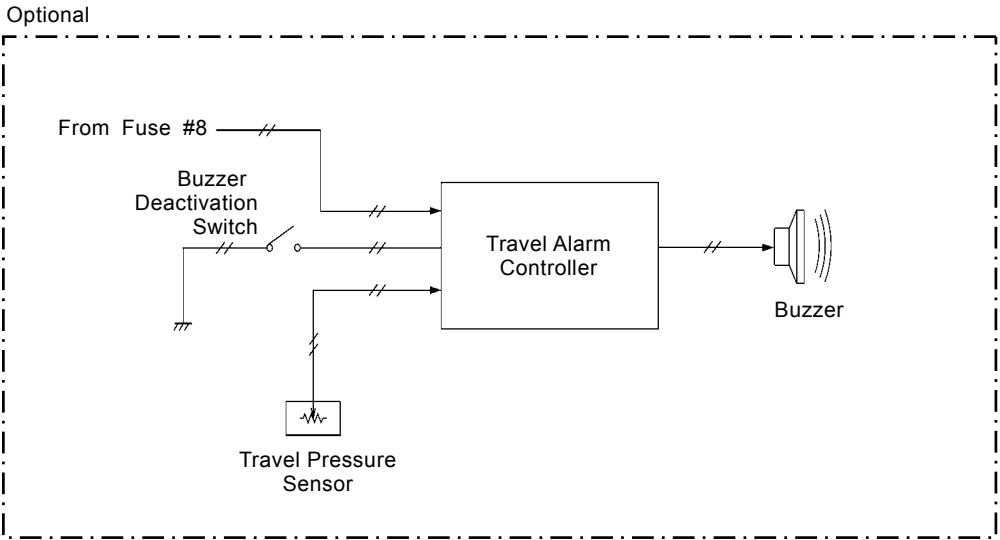 Optional
From Fuse #8
Buzzer
Deactivation
Switch
Travel Alarm
Controller
Buzzer
Travel Pressure
Sensor